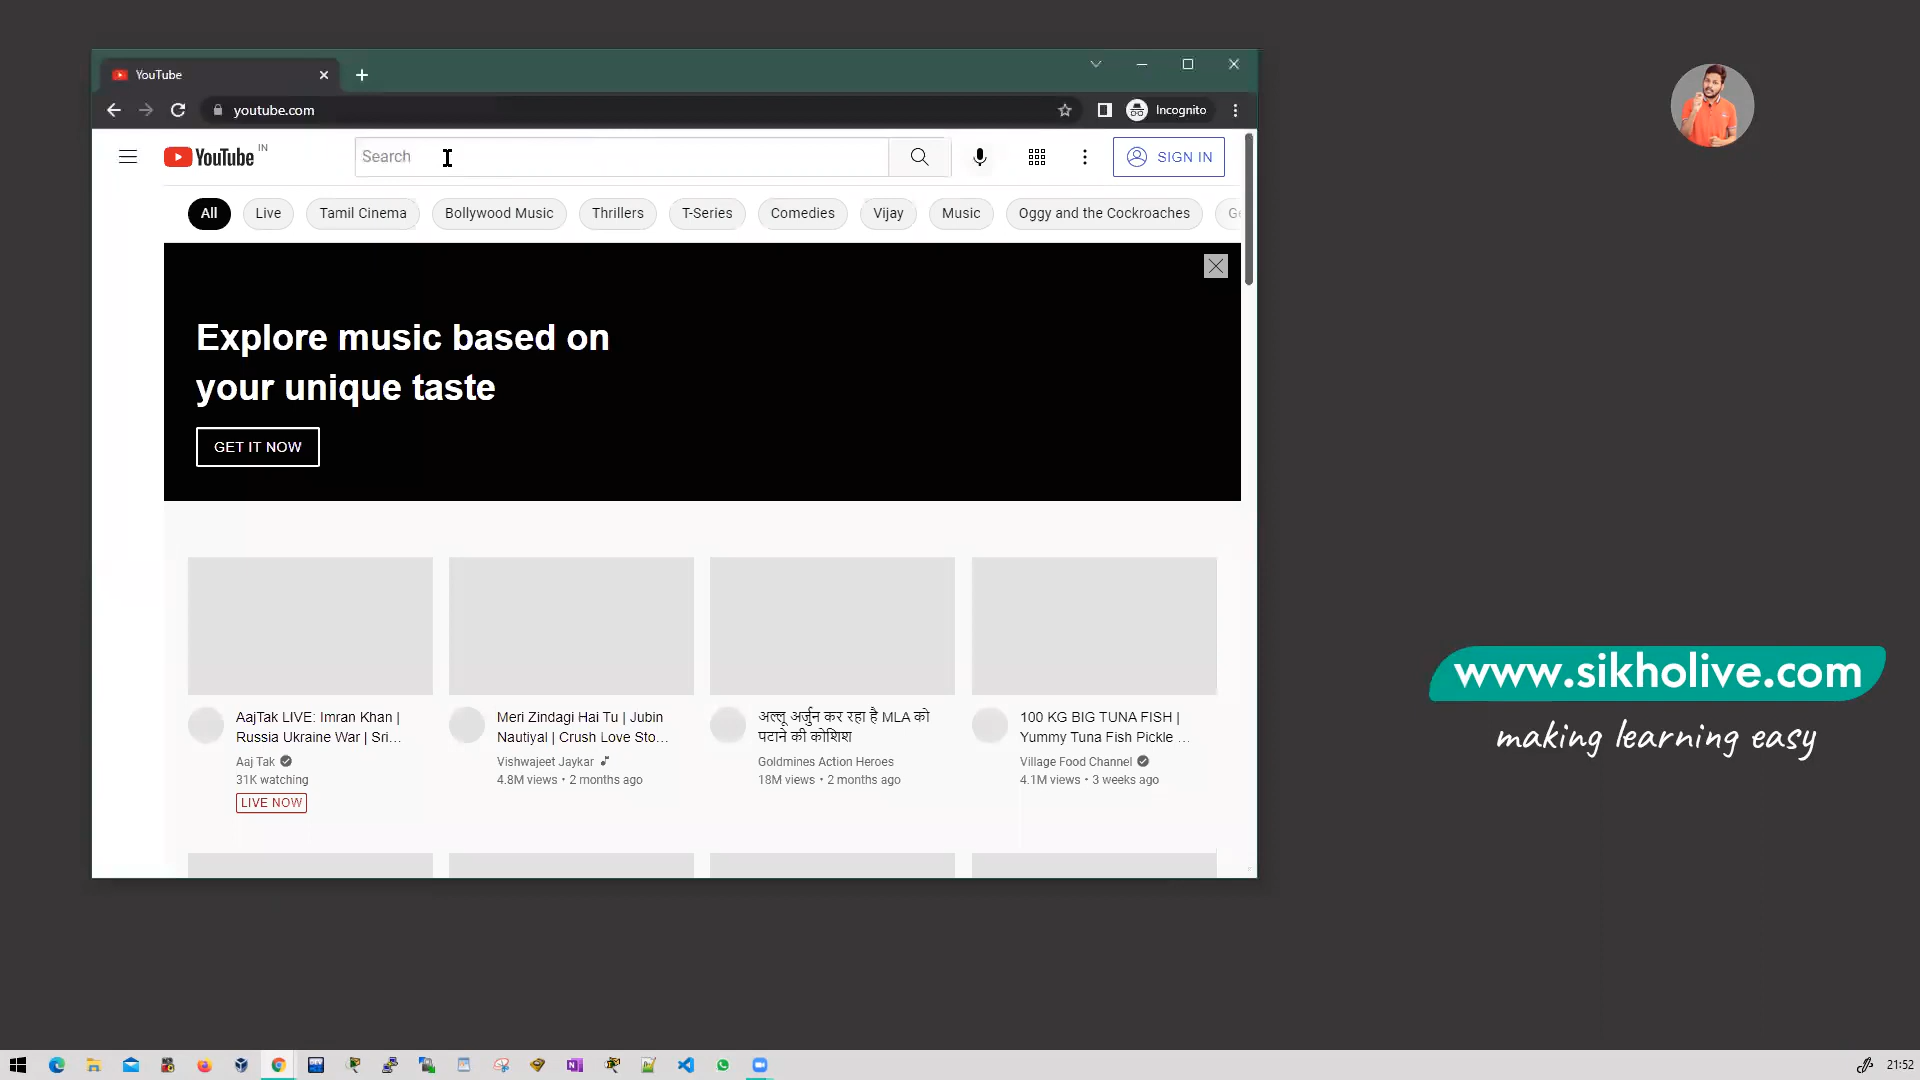 YouTube
youtube.com
Incognito
YouTube IN
Search
SIGN IN
All
Live
Tamil Cinema
Bollywood Music
Thrillers
T-Series
Comedies
Vijay
Music
Oggy and the Cockroaches
Explore music based on
your unique taste
GET IT NOW
AajTak LIVE: Imran Khan |
Russia Ukraine War | Sri...
Aaj Tak
31K watching
LIVE NOW
Meri Zindagi Hai Tu | Jubin
Nautiyal | Crush Love Sto...
Vishwajeet Jaykar
4.8M views • 2 months ago
अल्लू अर्जुन कर रहा है MLA को
पटाने की कोशिश
Goldmines Action Heroes
18M views • 2 months ago
100 KG BIG TUNA FISH |
Yummy Tuna Fish Pickle ...
Village Food Channel
4.1M views • 3 weeks ago
www.sikholive.com
making learning easy
21:52